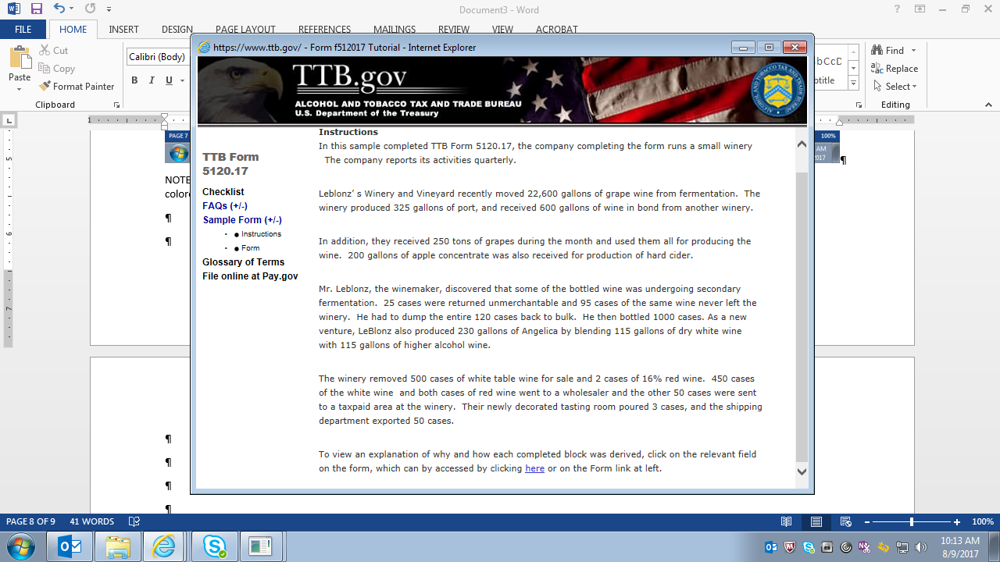 Document3 - Word
FILE
HOME
INSERT
DESIGN
PAGE LAYOUT
REFERENCES
MAILINGS
REVIEW
VIEW
ACROBAT
Paste
Cut
Copy
Format Painter
Clipboard
Calibri (Body)
B I U
Find
Replace
Select
Editing
https://www.ttb.gov/ - Form f512017 Tutorial - Internet Explorer
TTB.gov
ALCOHOL AND TOBACCO TAX AND TRADE BUREAU
U.S. Department of the Treasury
TTB Form
5120.17
Checklist
FAQs (+/-)
Sample Form (+/-)
• Instructions
• Form
Glossary of Terms
File online at Pay.gov
Instructions
In this sample completed TTB Form 5120.17, the company completing the form runs a small winery
The company reports its activities quarterly.
Leblonz’ s Winery and Vineyard recently moved 22,600 gallons of grape wine from fermentation.  The
winery produced 325 gallons of port, and received 600 gallons of wine in bond from another winery.
In addition, they received 250 tons of grapes during the month and used them all for producing the
wine.  200 gallons of apple concentrate was also received for production of hard cider.
Mr. Leblonz, the winemaker, discovered that some of the bottled wine was undergoing secondary
fermentation.  25 cases were returned unmerchantable and 95 cases of the same wine never left the
winery.  He had to dump the entire 120 cases back to bulk.  He then bottled 1000 cases. As a new
venture, LeBlonz also produced 230 gallons of Angelica by blending 115 gallons of dry white wine
with 115 gallons of higher alcohol wine.
The winery removed 500 cases of white table wine for sale and 2 cases of 16% red wine.  450 cases
of the white wine  and both cases of red wine went to a wholesaler and the other 50 cases were sent
to a taxpaid area at the winery.  Their newly decorated tasting room poured 3 cases, and the shipping
department exported 50 cases.
To view an explanation of why and how each completed block was derived, click on the relevant field
on the form, which can by accessed by clicking here or on the Form link at left.
PAGE 7
100%
NOTE
PAGE 8 OF 9
41 WORDS
100%
10:13 AM
8/9/2017